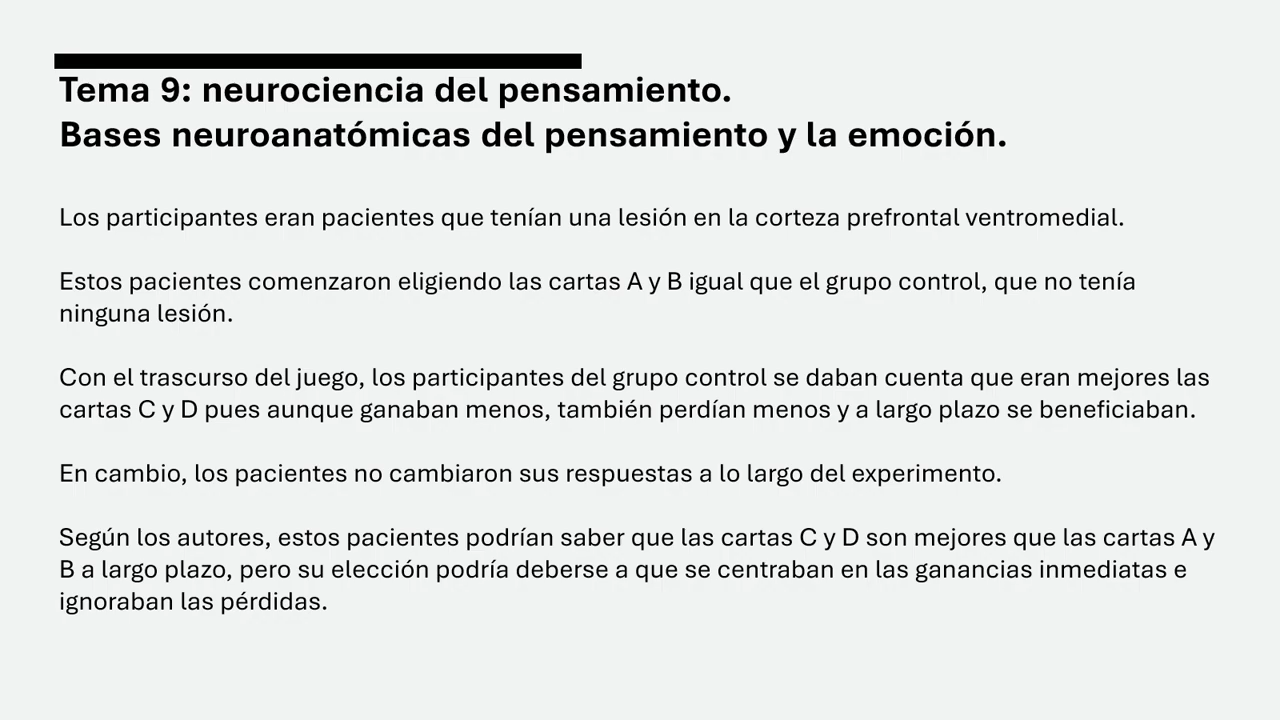 Tema 9: neurociencia del pensamiento.
Bases neuroanatómicas del pensamiento y la emoción.
Los participantes eran pacientes que tenían una lesión en la corteza prefrontal ventromedial.
Estos pacientes comenzaron eligiendo las cartas A y B igual que el grupo control, que no tenía
ninguna lesión.
Con el trascurso del juego, los participantes del grupo control se daban cuenta que eran mejores las
cartas C y D pues aunque ganaban menos, también perdían menos y a largo plazo se beneficiaban.
En cambio, los pacientes no cambiaron sus respuestas a lo largo del experimento.
Según los autores, estos pacientes podrían saber que las cartas C y D son mejores que las cartas A y
B a largo plazo, pero su elección podría deberse a que se centraban en las ganancias inmediatas e
ignoraban las pérdidas.